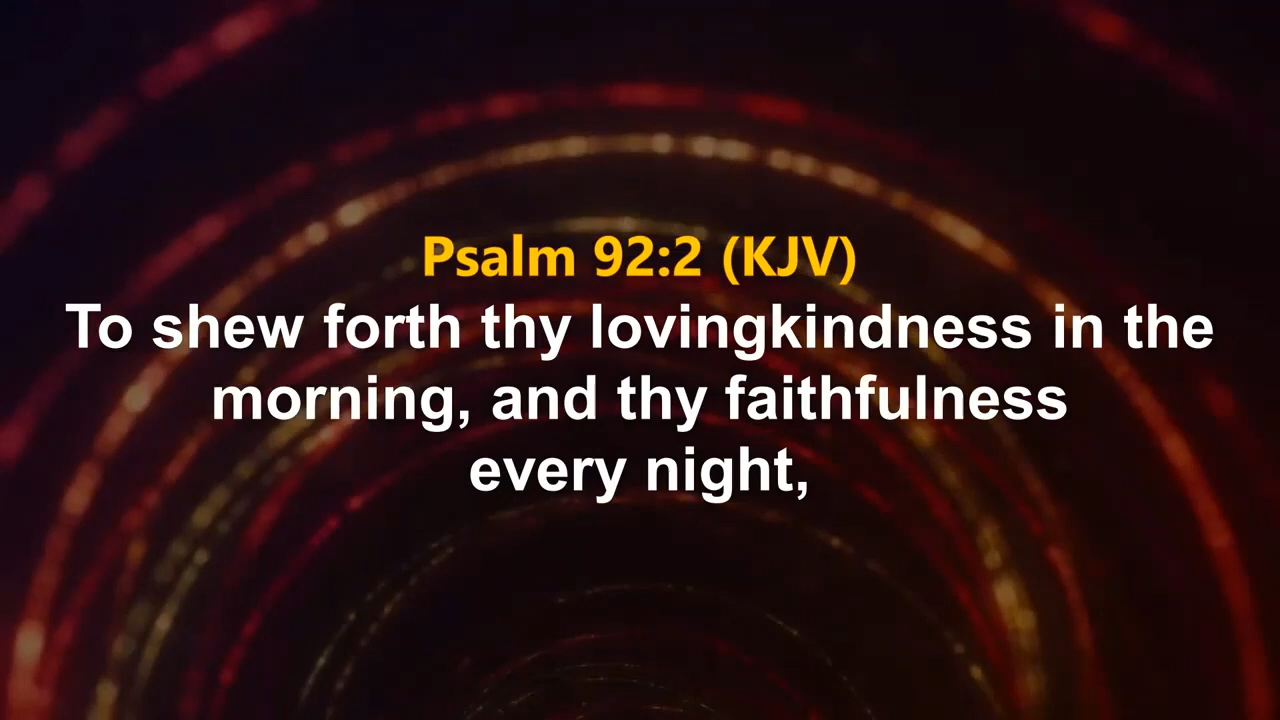 Psalm 92:2 (KJV)
To shew forth thy lovingkindness in the
morning, and thy faithfulness
every night,